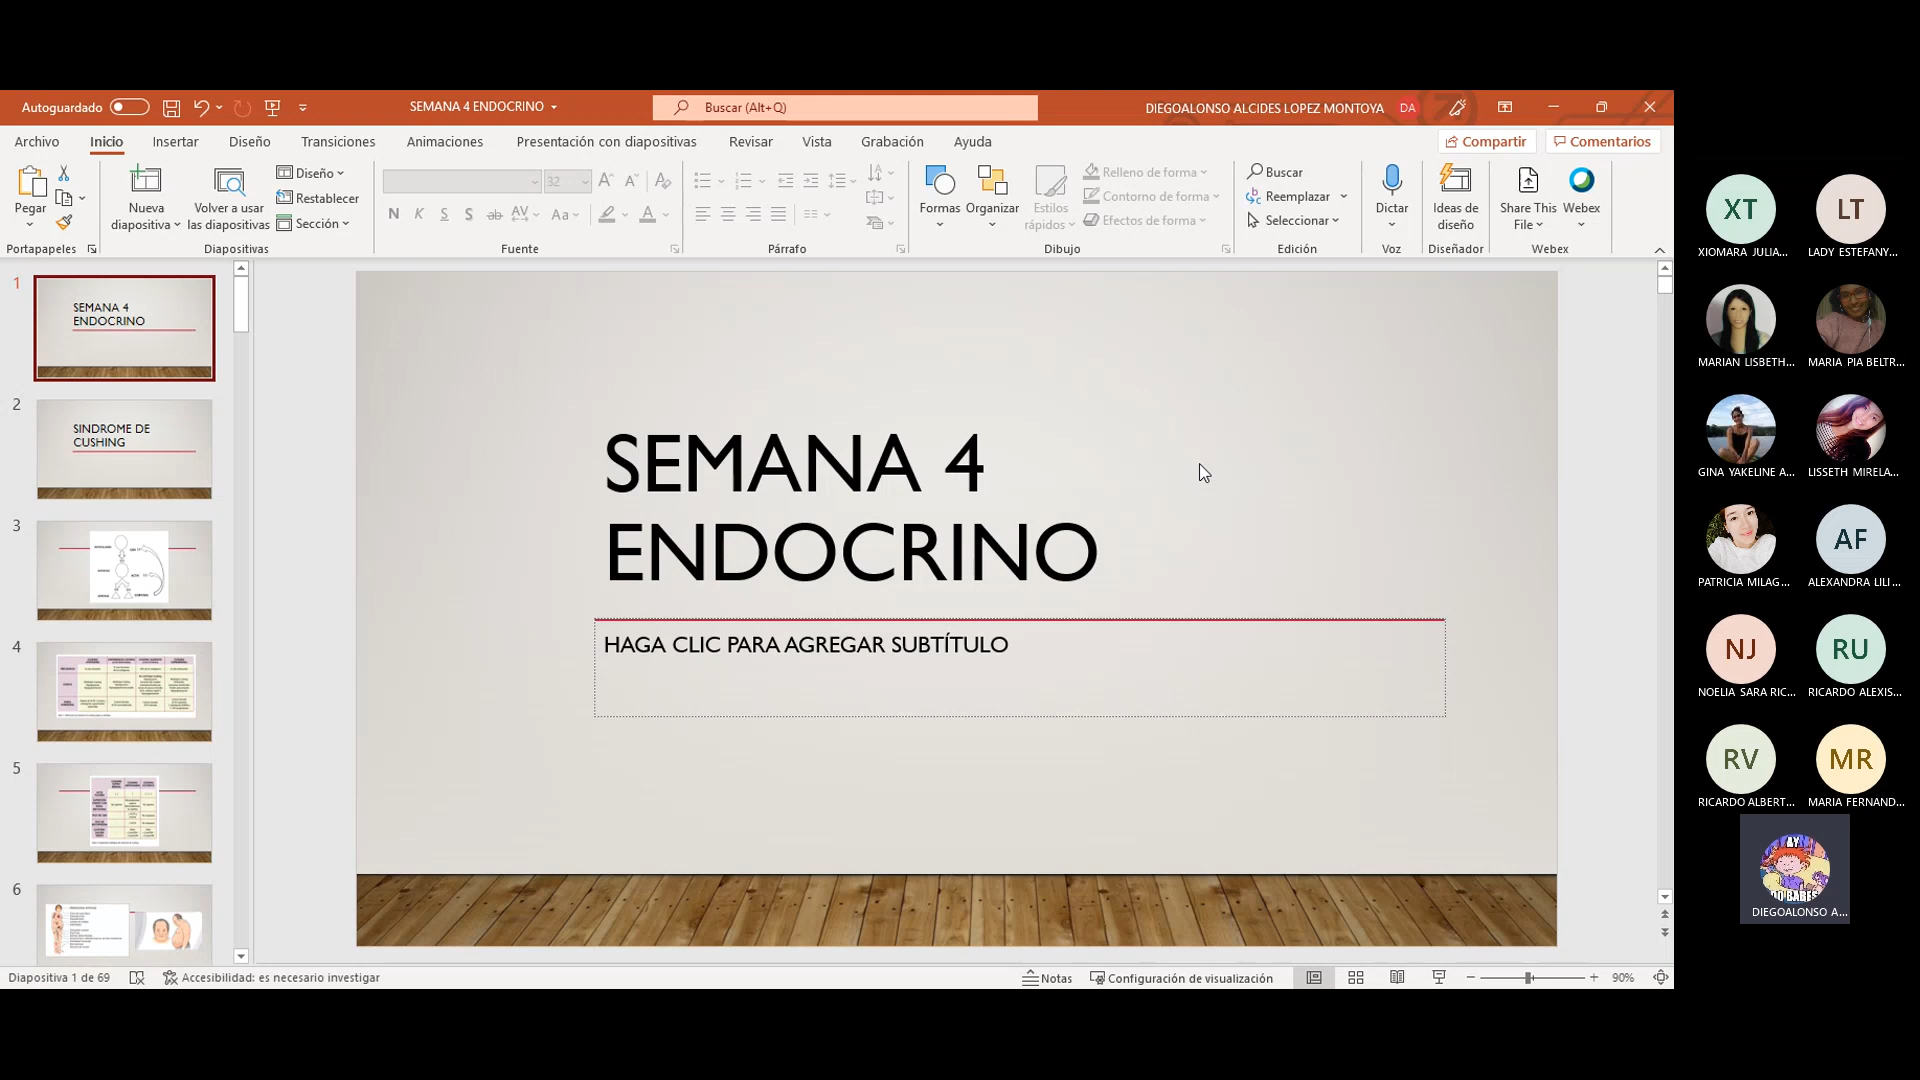 Autoguardado
SEMANA 4 ENDOCRINO
Buscar (Alt+Q)
DIEGOALONSO ALCIDES LOPEZ MONTOYA
DA
Archivo
Inicio
Insertar
Diseño
Transiciones
Animaciones
Presentación con diapositivas
Revisar
Vista
Grabación
Ayuda
Compartir
Comentarios
Pegar
Portapapeles
Nueva
diapositiva
Volver a usar
las diapositivas
Diseño
Restablecer
Sección
Diapositivas
32
N K S S ab AV Aa A
Fuente
Párrafo
Formas
Organizar
Estilos
rápidos
Relleno de forma
Contorno de forma
Efectos de forma
Dibujo
Buscar
Reemplazar
Seleccionar
Edición
Dictar
Voz
Ideas de
diseño
Diseñador
Share This
File
Webex
Webex
1
SEMANA 4
ENDOCRINO
2
SINDROME DE
CUSHING
3
4
5
6
SEMANA 4
ENDOCRINO
HAGA CLIC PARA AGREGAR SUBTÍTULO
Diapositiva 1 de 69
Accesibilidad: es necesario investigar
Notas
Configuración de visualización
90%
XT
XIOMARA JULIA...
LT
LADY ESTEFANY...
MARIAN LISBETH...
MARIA PIA BELTR...
GINA YAKELINE A...
LISSETH MIRELA...
PATRICIA MILAG...
AF
ALEXANDRA LILI...
NJ
NOELIA SARA RIC...
RU
RICARDO ALEXIS...
RV
RICARDO ALBERT...
MR
MARIA FERNAND...
DIEGOALONSO A...